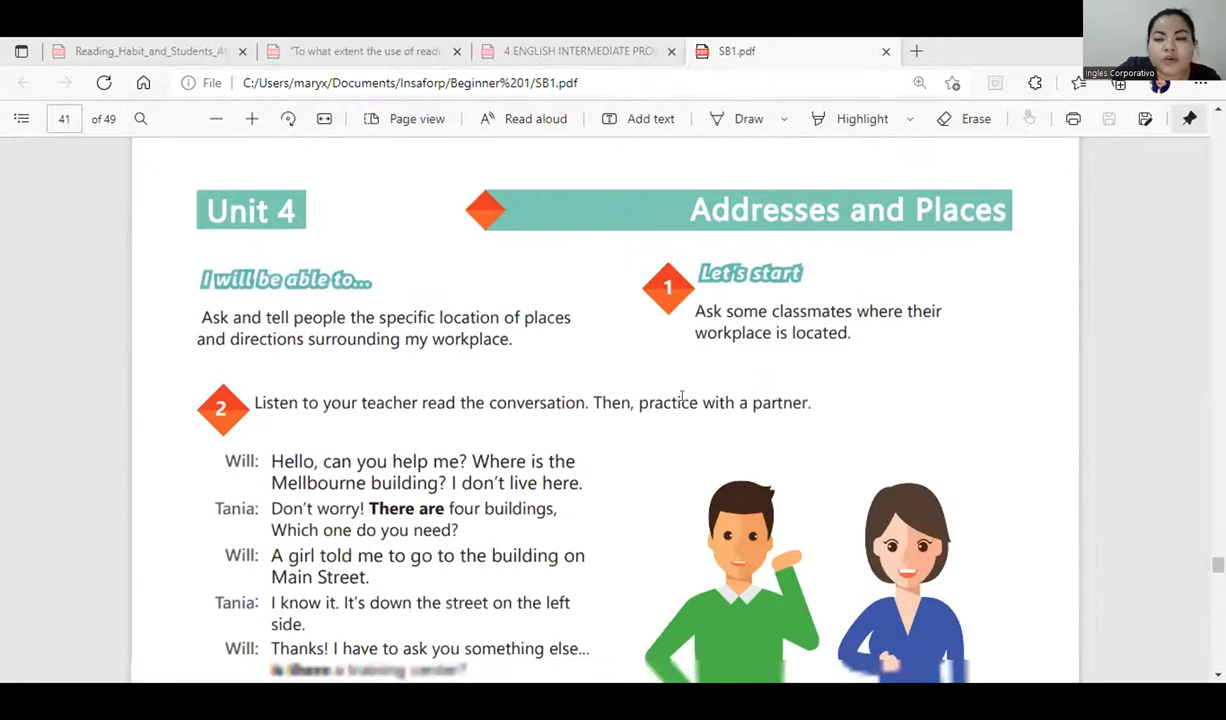 Reading_Habit_and_Students_At
"To what extent the use of read
4 ENGLISH INTERMEDIATE PRO
SB1.pdf
Ingles Corporativo
File
C:/Users/maryx/Documents/Insaforp/Beginner%201/SB1.pdf
41 of 49
Page view
Read aloud
Add text
Draw
Highlight
Erase
Unit 4
Addresses and Places
I will be able to...
Ask and tell people the specific location of places
and directions surrounding my workplace.
1
Let's start
Ask some classmates where their
workplace is located.
2
Listen to your teacher read the conversation. Then, practice with a partner.
Will: Hello, can you help me? Where is the
Mellbourne building? I don't live here.
Tania: Don't worry! There are four buildings,
Which one do you need?
Will: A girl told me to go to the building on
Main Street.
Tania: I know it. It's down the street on the left
side.
Will: Thanks! I have to ask you something else...
Is there a training center?